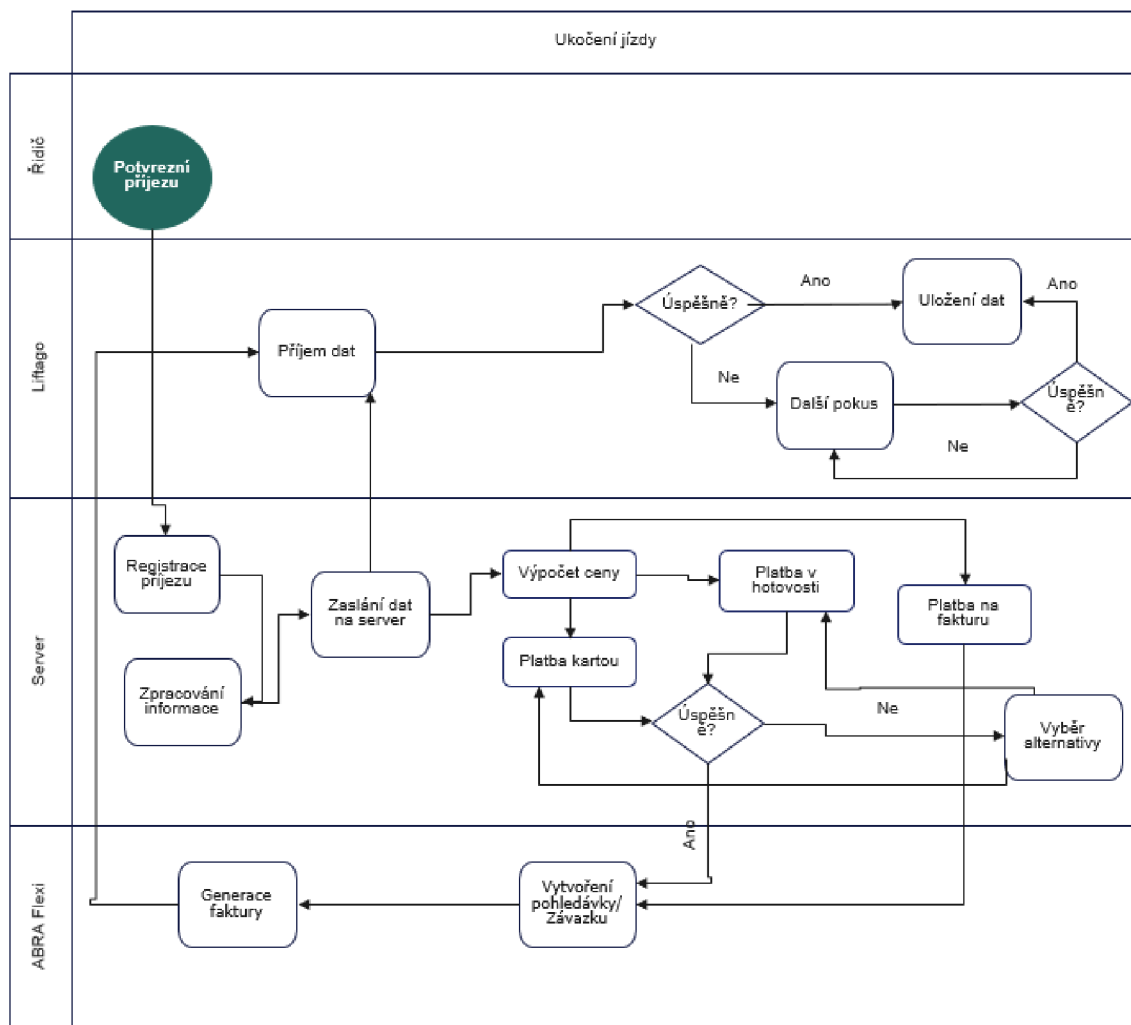 Ukočení jízdy
Řidič
Potvrezní
příjezu
Liftago
Příjem dat
Úspěšně?
Ano
Uložení dat
Ano
Ne
Další pokus
Úspěšn
ě?
Ne
Server
Registrace
příjezu
Zpracování
informace
Zaslání dat
na server
Výpočet ceny
Platba v
hotovosti
Platba na
fakturu
Platba kartou
Úspěšn
ě?
Ne
Vyběr
alternativy
Ano
ABRA Flexi
Generace
faktury
Vytvoření
pohledávky/
Závazku